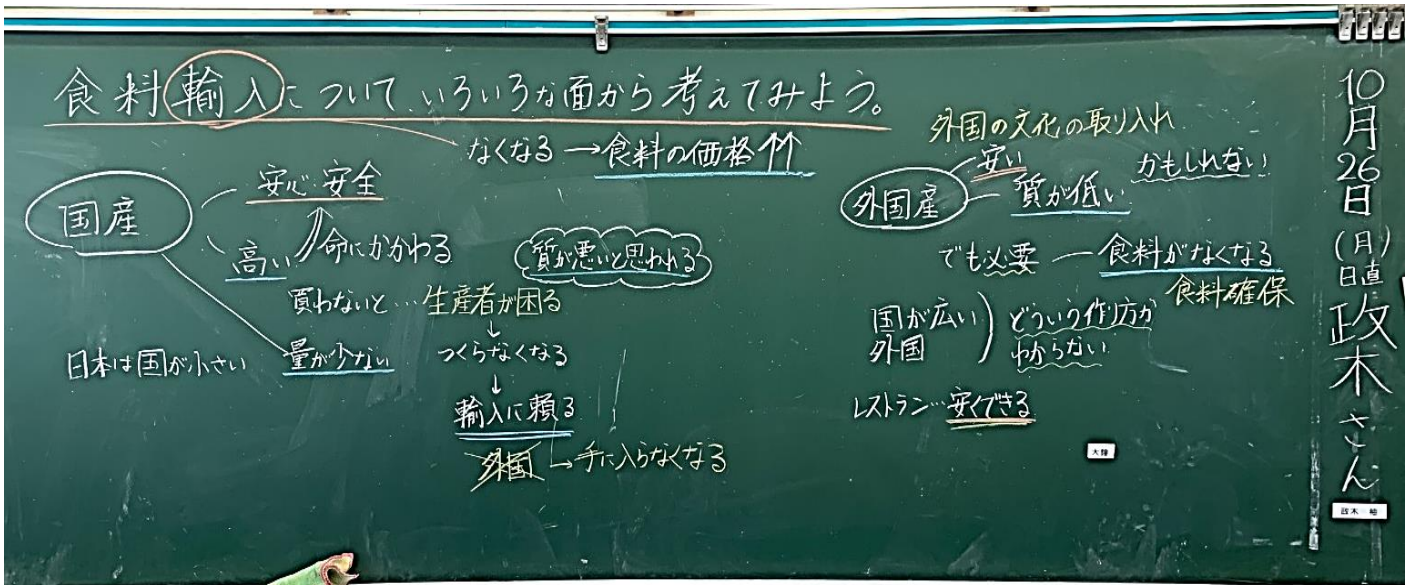 食料輸入について、いろいろな面から考えてみよう。
なくなる→食料の価格↑↑
国産
安心・安全
高い
命にかかわる
質が悪いと思われる
買わないと…生産者が困る
↓
つくらなくなる
↓
輸入に頼る
外国→手に入らなくなる
日本は国が小さい
量が少ない
外国の文化の取り入れ
外国産
安い
質が低い
かもしれない
でも必要―食料がなくなる
食料確保
国が広い
外国
どういう作り方か
わからない
レストラン…安くできる
10月26日(月)
日直
政木さん